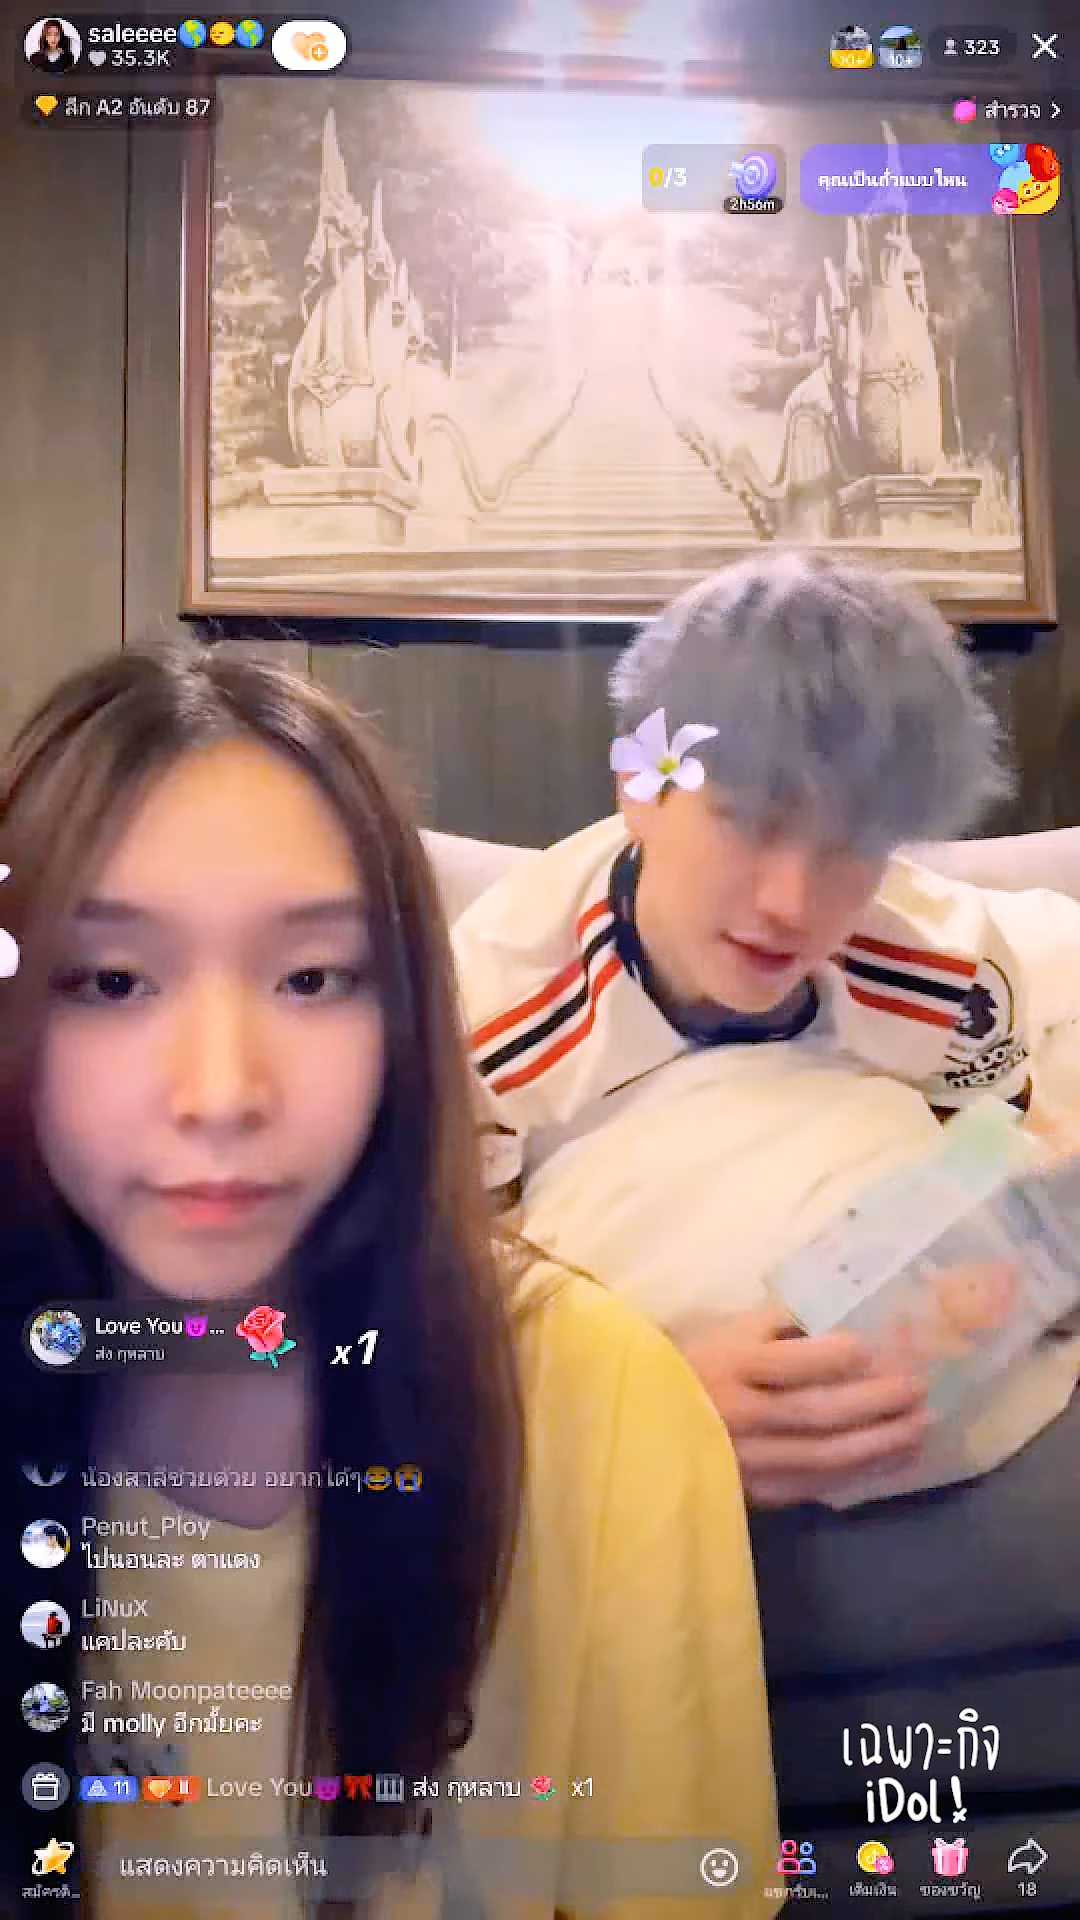 saleeee🌎🌝🌎
35.3K
323
10+
10+
ลีก A2 อันดับ 87
สำรวจ >
0/3
2h56m
คุณเป็นถั่วแบบไหน
Love You😈...
ส่ง กุหลาบ
x1
น้องสาลีช่วยด้วย อยากได้ๆ😂😭
Penut_Ploy
ไปนอนละ ตาแดง
LiNuX
แคปละคับ
Fah Moonpateeee
มี molly อีกมั้ยคะ
11 II Love You😈🎀 ส่ง กุหลาบ 🌹 x1
เฉพาะกิจ
iDol!
แสดงความคิดเห็น
เติมเงิน
ของขวัญ
18